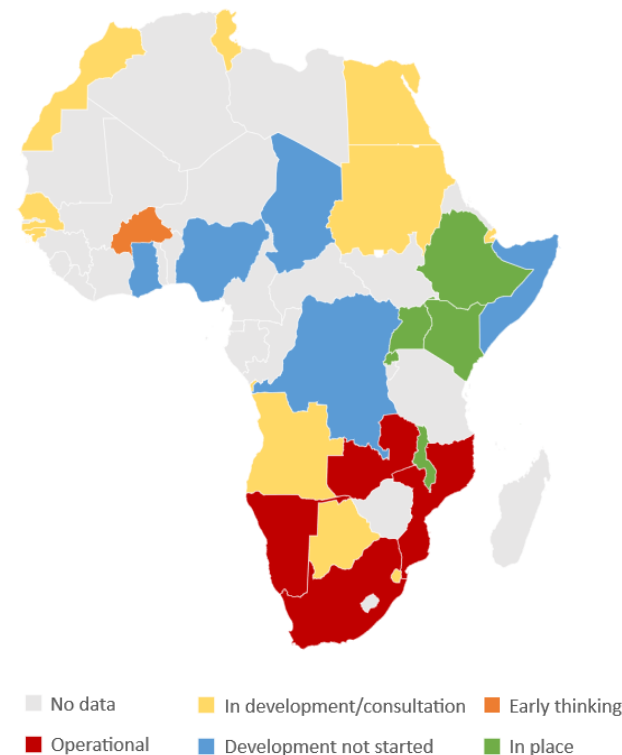 No data
In development/consultation
Early thinking
Operational
Development not started
In place